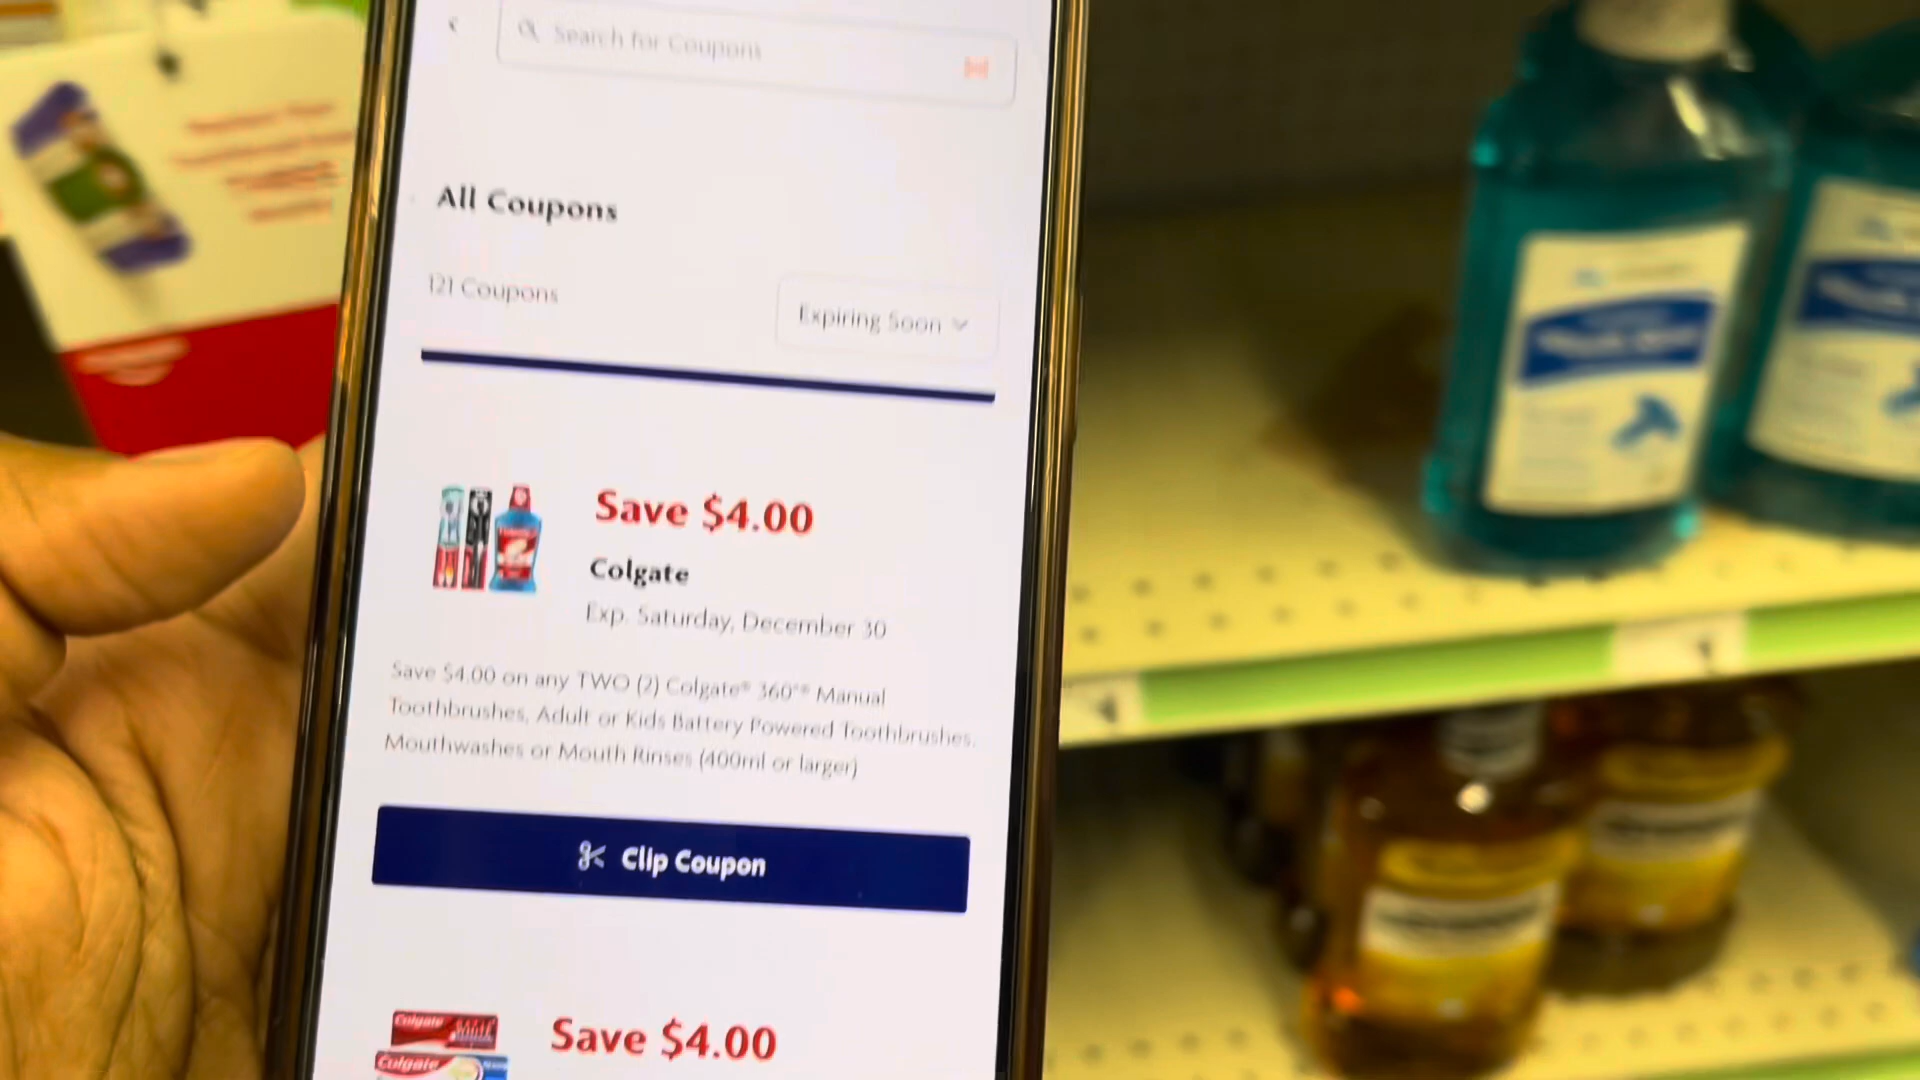 Search for Coupons
All Coupons
121 Coupons
Expiring Soon
Save $4.00
Colgate
Exp. Saturday, December 30
Save $4.00 on any TWO (2) Colgate® 360°® Manual
Toothbrushes, Adult or Kids Battery Powered Toothbrushes,
Mouthwashes or Mouth Rinses (400ml or larger)
Clip Coupon
Colgate
Colgate
Save $4.00